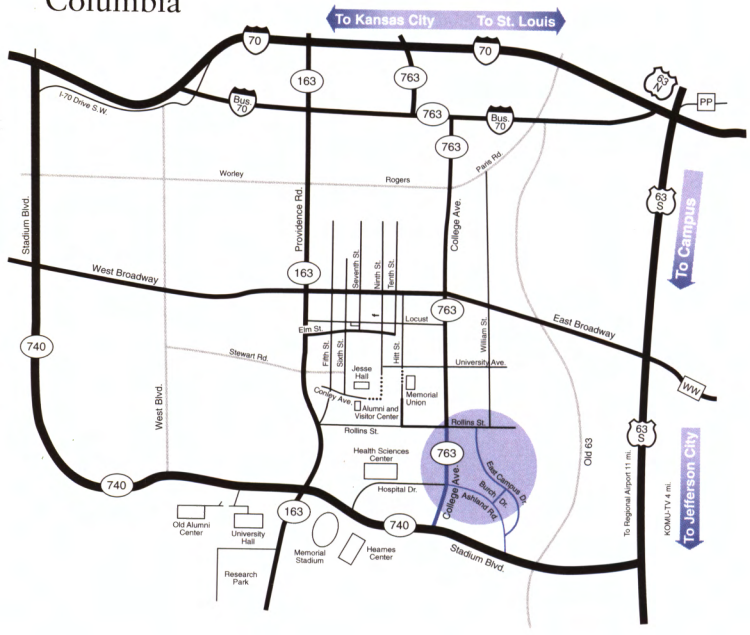 Columbia
To Kansas City To St. Louis
70
70
163
763
63
N
PP
I-70 Drive S.W.
Bus.
70
763
Bus.
70
763
Paris Rd.
Worley
Rogers
63
S
Stadium Blvd.
Providence Rd.
College Ave.
To Campus
Seventh St.
Ninth St.
Tenth St.
West Broadway
163
763
East Broadway
Locust
Elm St.
William St.
740
Stewart Rd.
Fifth St.
Sixth St.
Hitt St.
University Ave.
Jesse
Hall
WW
Conley Ave.
Memorial
Union
Alumni and
Visitor Center
West Blvd.
Rollins St.
Rollins St.
63
S
Old 63
Health Sciences
Center
763
East Campus Dr.
Burch Dr.
Hospital Dr.
College Ave.
Ashland Rd.
To Regional Airport 11 mi.
KOMU-TV 4 mi.
To Jefferson City
740
163
740
Old Alumni
Center
University
Hall
Memorial
Stadium
Hearnes
Center
Stadium Blvd.
Research
Park